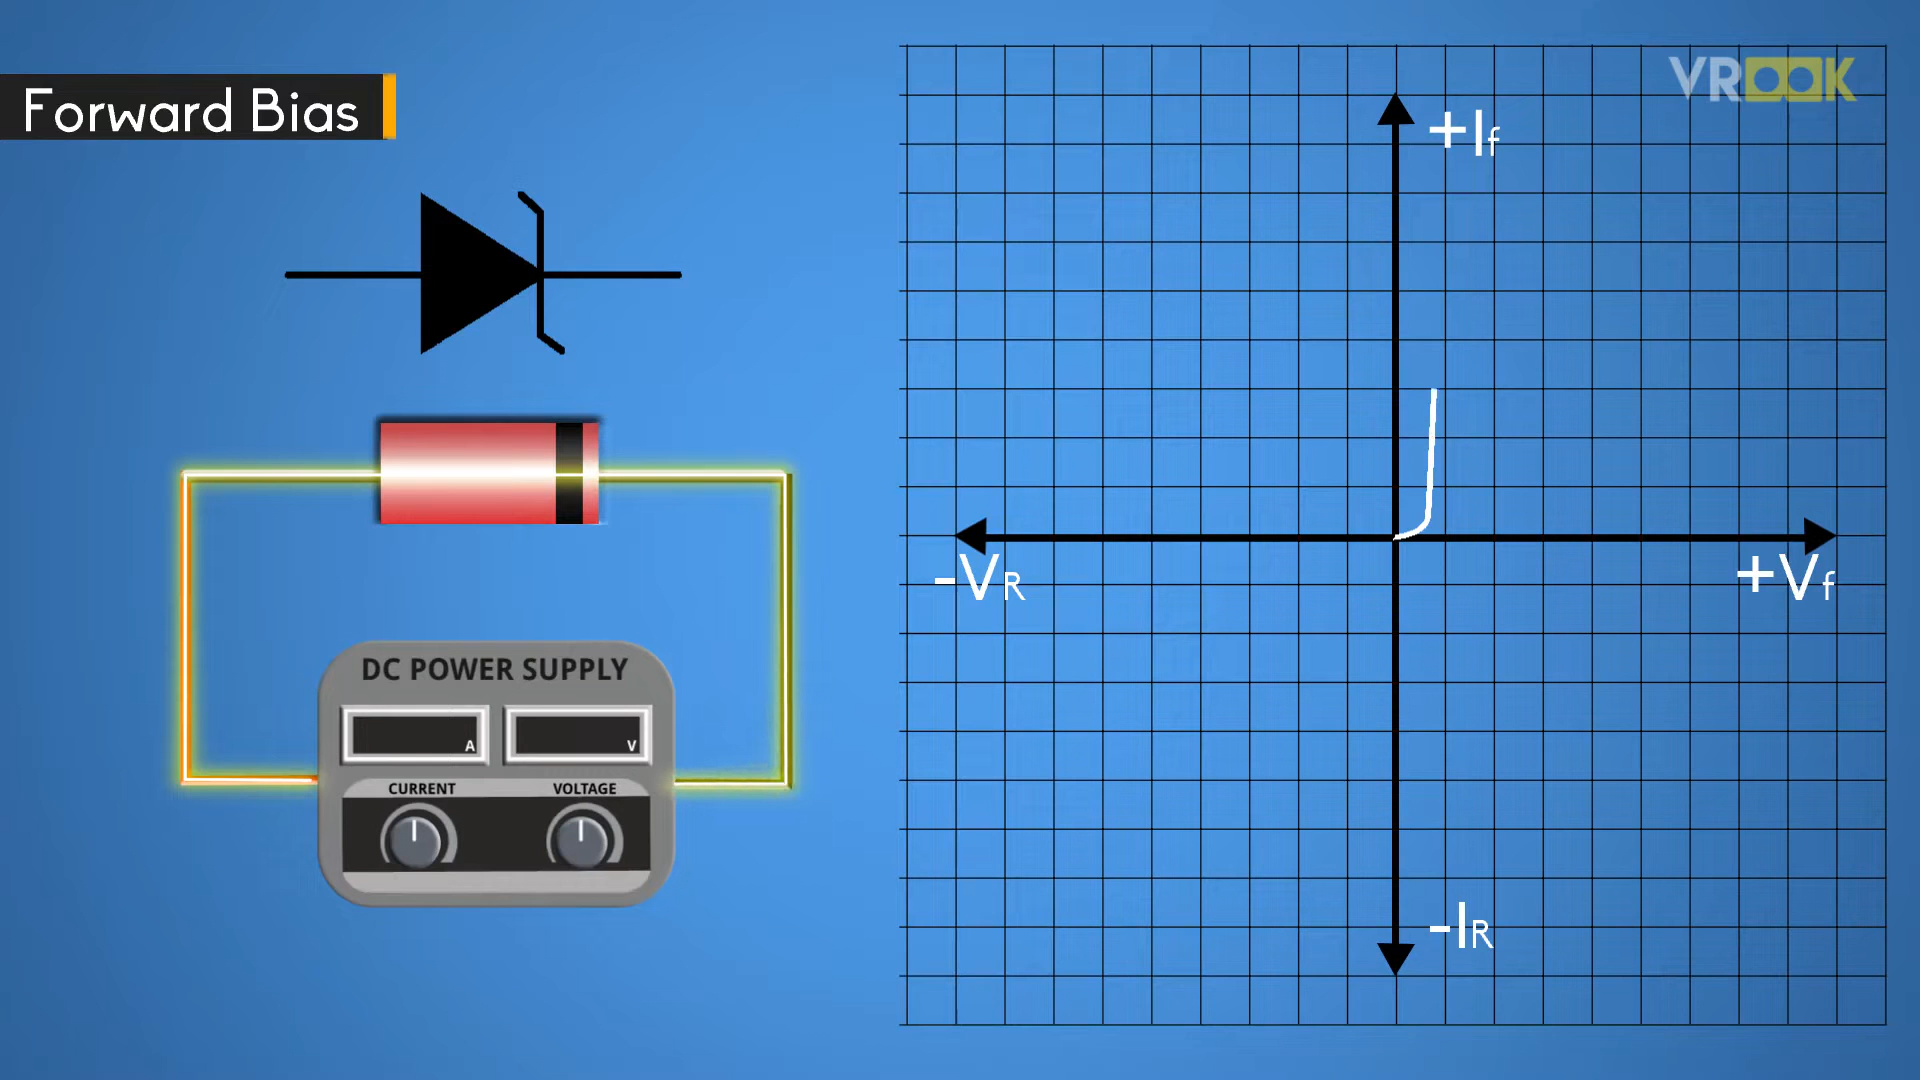 Forward Bias
VROOK
+If
-VR
+Vf
-IR
DC POWER SUPPLY
A
V
CURRENT
VOLTAGE